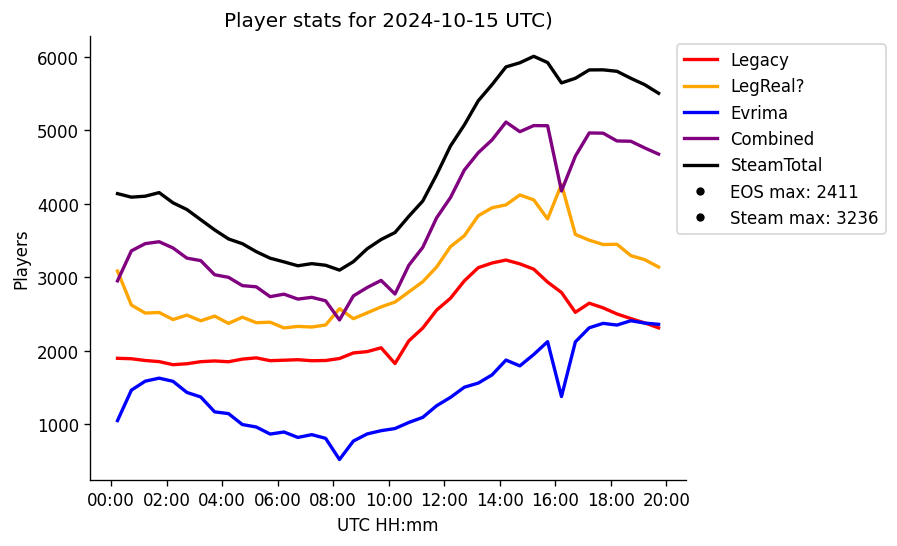 Player stats for 2024-10-15 UTC)
Legacy
LegReal?
Evrima
Combined
SteamTotal
EOS max: 2411
Steam max: 3236
Players
6000
5000
4000
3000
2000
1000
00:00 02:00 04:00 06:00 08:00 10:00 12:00 14:00 16:00 18:00 20:00
UTC HH:mm